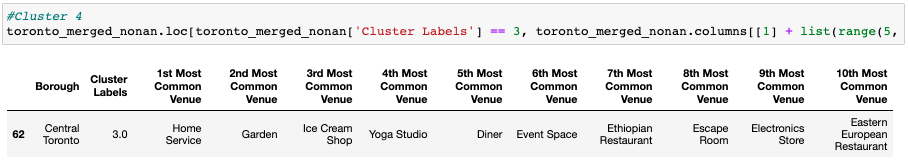 #Cluster 4
toronto_merged_nonan.loc[toronto_merged_nonan['Cluster Labels'] == 3, toronto_merged_nonan.columns[[1] + list(range(5,
Borough Cluster Labels 1st Most Common Venue 2nd Most Common Venue 3rd Most Common Venue 4th Most Common Venue 5th Most Common Venue 6th Most Common Venue 7th Most Common Venue 8th Most Common Venue 9th Most Common Venue 10th Most Common Venue
62 Central Toronto 3.0 Home Service Garden Ice Cream Shop Yoga Studio Diner Event Space Ethiopian Restaurant Escape Room Electronics Store Eastern European Restaurant